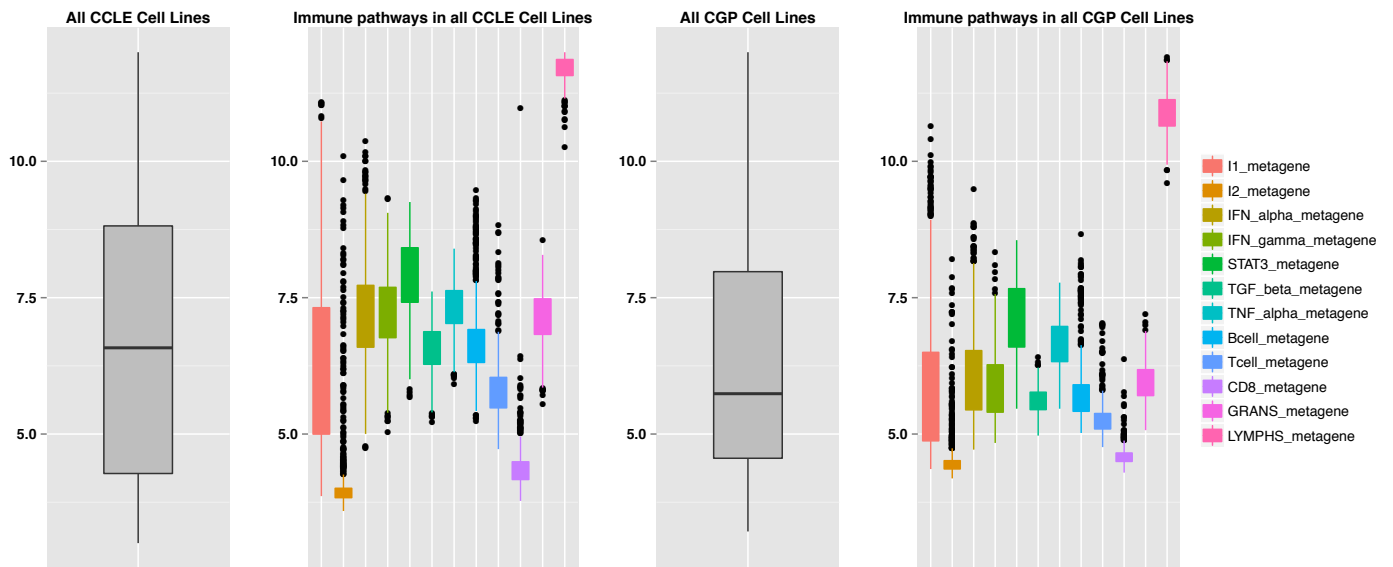 All CCLE Cell Lines
10.0
7.5
5.0
Immune pathways in all CCLE Cell Lines
10.0
7.5
5.0
All CGP Cell Lines
10.0
7.5
5.0
Immune pathways in all CGP Cell Lines
10.0
7.5
5.0
I1_metagene
I2_metagene
IFN_alpha_metagene
IFN_gamma_metagene
STAT3_metagene
TGF_beta_metagene
TNF_alpha_metagene
Bcell_metagene
Tcell_metagene
CD8_metagene
GRANS_metagene
LYMPHS_metagene